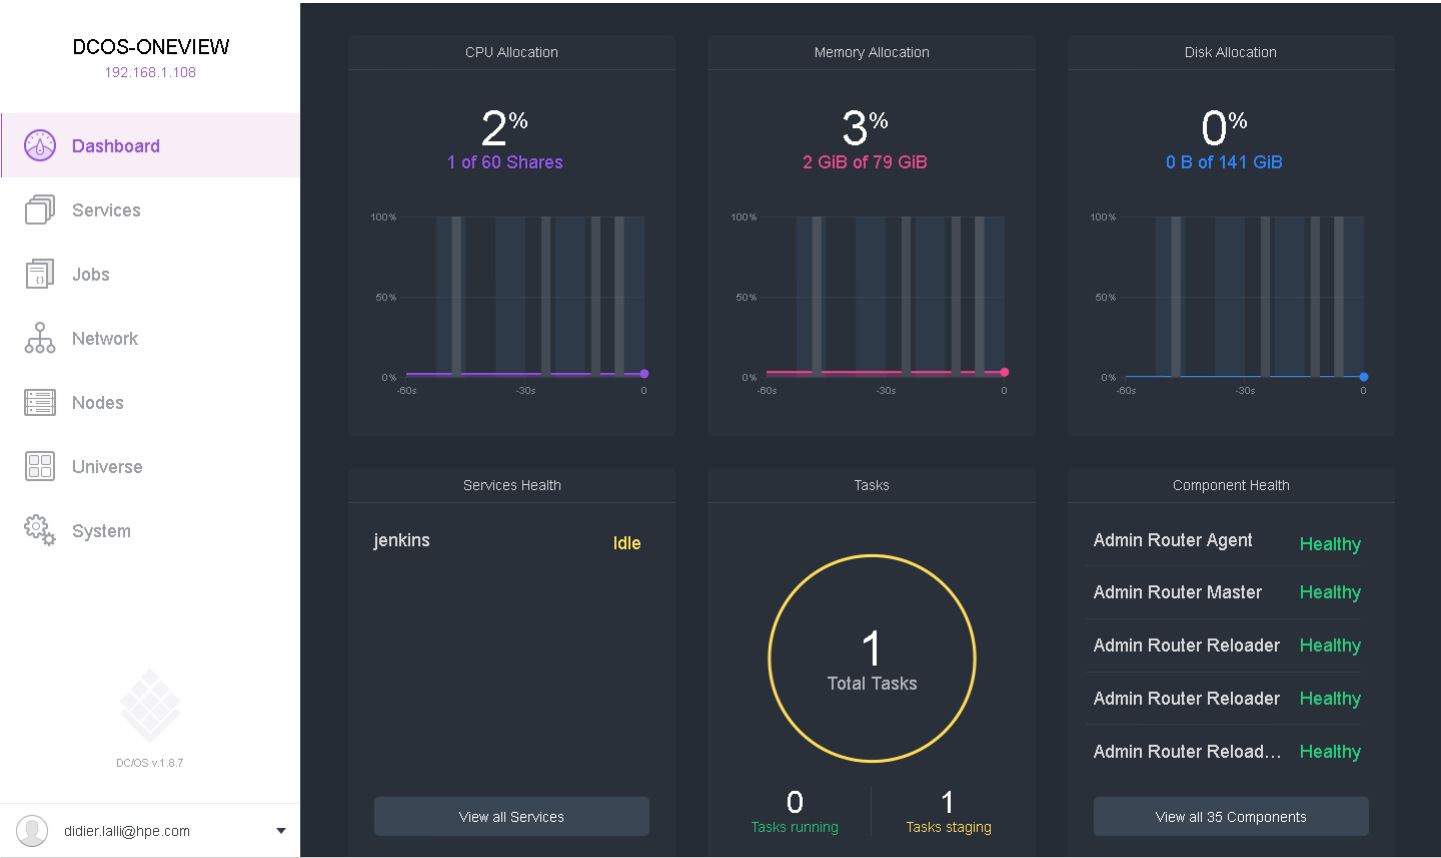 DCOS-ONEVIEW
192.168.1.108
Dashboard
Services
Jobs
Network
Nodes
Universe
System
DC/OS v.1.8.7
didier.lalli@hpe.com
CPU Allocation
2%
1 of 60 Shares
100%
50%
0%
-60s -30s 0
Memory Allocation
3%
2 GiB of 79 GiB
100%
50%
0%
-60s -30s 0
Disk Allocation
0%
0 B of 141 GiB
100%
50%
0%
-60s -30s 0
Services Health
jenkins Idle
View all Services
Tasks
1
Total Tasks
0 1
Tasks running Tasks staging
Component Health
Admin Router Agent Healthy
Admin Router Master Healthy
Admin Router Reloader Healthy
Admin Router Reloader Healthy
Admin Router Reload... Healthy
View all 35 Components